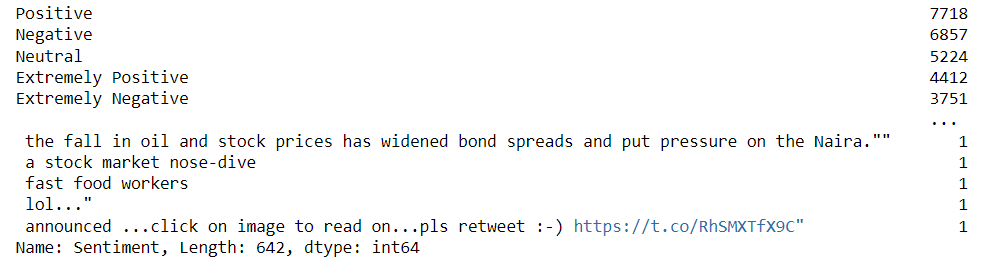 Positive 7718
Negative 6857
Neutral 5224
Extremely Positive 4412
Extremely Negative 3751
...
the fall in oil and stock prices has widened bond spreads and put pressure on the Naira."" 1
a stock market nose-dive 1
fast food workers 1
lol..." 1
announced ...click on image to read on...pls retweet :-) https://t.co/RhSMXTfX9C" 1
Name: Sentiment, Length: 642, dtype: int64